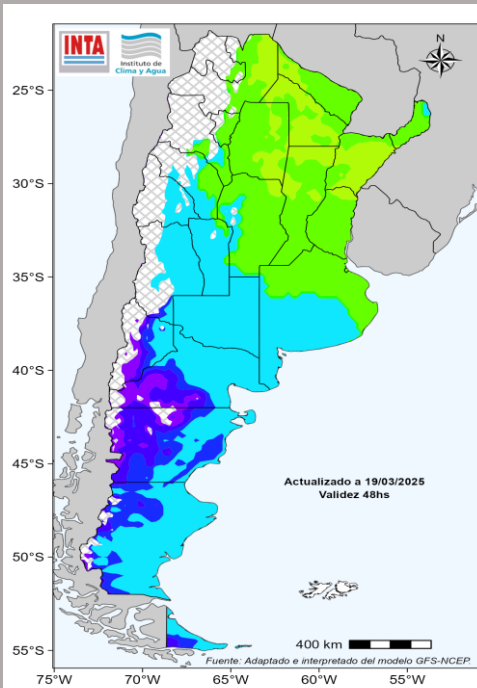 INTA
Instituto de
Clima y Agua
N
25°S
30°S
35°S
40°S
45°S
50°S
55°S
Actualizado a 19/03/2025
Validez 48hs
400 km
Fuente: Adaptado e interpretado del modelo GFS-NCEP.
75°W
70°W
65°W
60°W
55°W